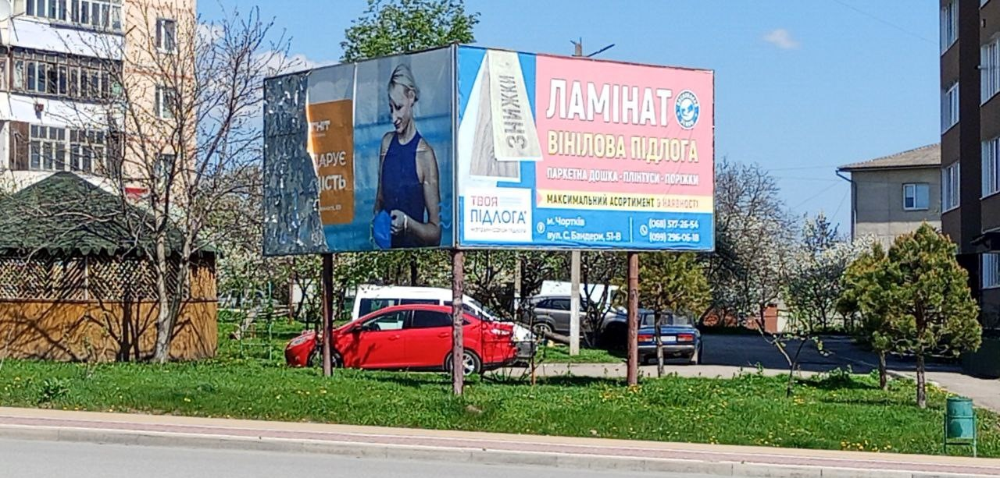 ГНІТ
ДАРУЄ
ІСТЬ
ЗНИЖКИ
ЛАМІНАТ
ВІНІЛОВА ПІДЛОГА
ПАРКЕТНА ДОШКА · ПЛІНТУСИ · ПОРІЖКИ
МАКСИМАЛЬНИЙ АСОРТИМЕНТ В НАЯВНОСТІ
ТВОЯ
ПІДЛОГА
м. Чортків
вул. С. Бандери, 51-В
(068) 517-26-54
(099) 296-06-18